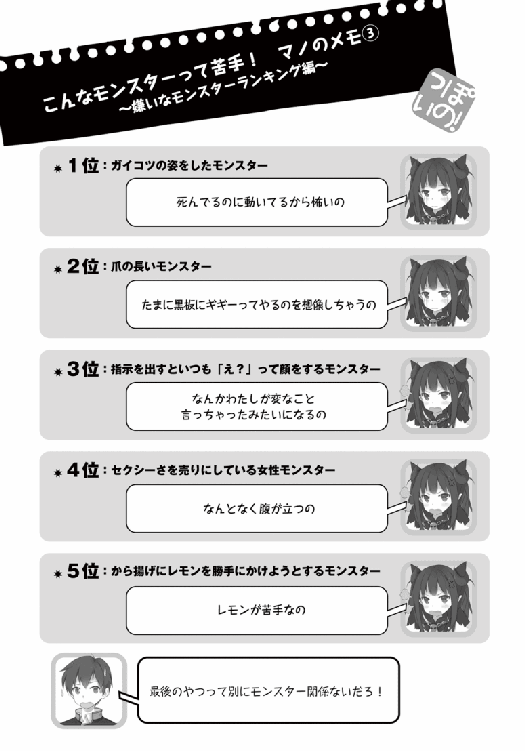 こんなモンスターって苦手！ マノのメモ③
～嫌いなモンスターランキング編～
っぽ
いの!
＊1位：ガイコツの姿をしたモンスター
死んでるのに動いてるから怖いの
＊2位：爪の長いモンスター
たまに黒板にギギーってやるのを想像しちゃうの
＊3位：指示を出すといつも「え？」って顔をするモンスター
なんかわたしが変なこと
言っちゃったみたいになるの
＊4位：セクシーさを売りにしている女性モンスター
なんとなく腹が立つの
＊5位：から揚げにレモンを勝手にかけようとするモンスター
レモンが苦手なの
最後のやつって別にモンスター関係ないだろ！